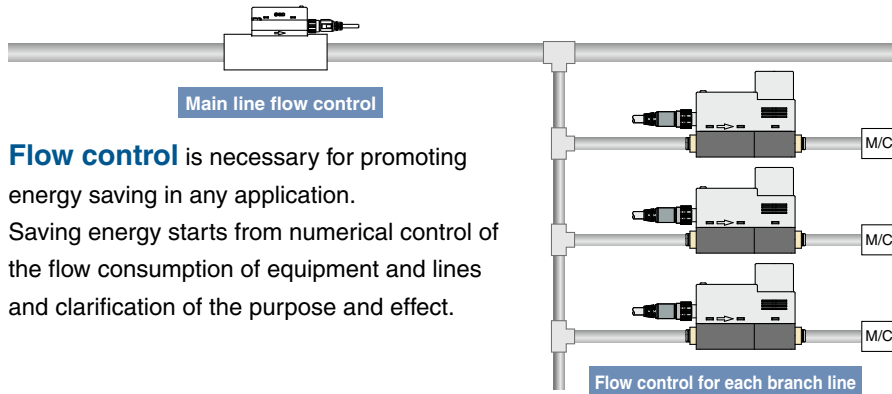 Main line flow control
Flow control is necessary for promoting
energy saving in any application.
Saving energy starts from numerical control of
the flow consumption of equipment and lines
and clarification of the purpose and effect.
M/C
M/C
M/C
Flow control for each branch line